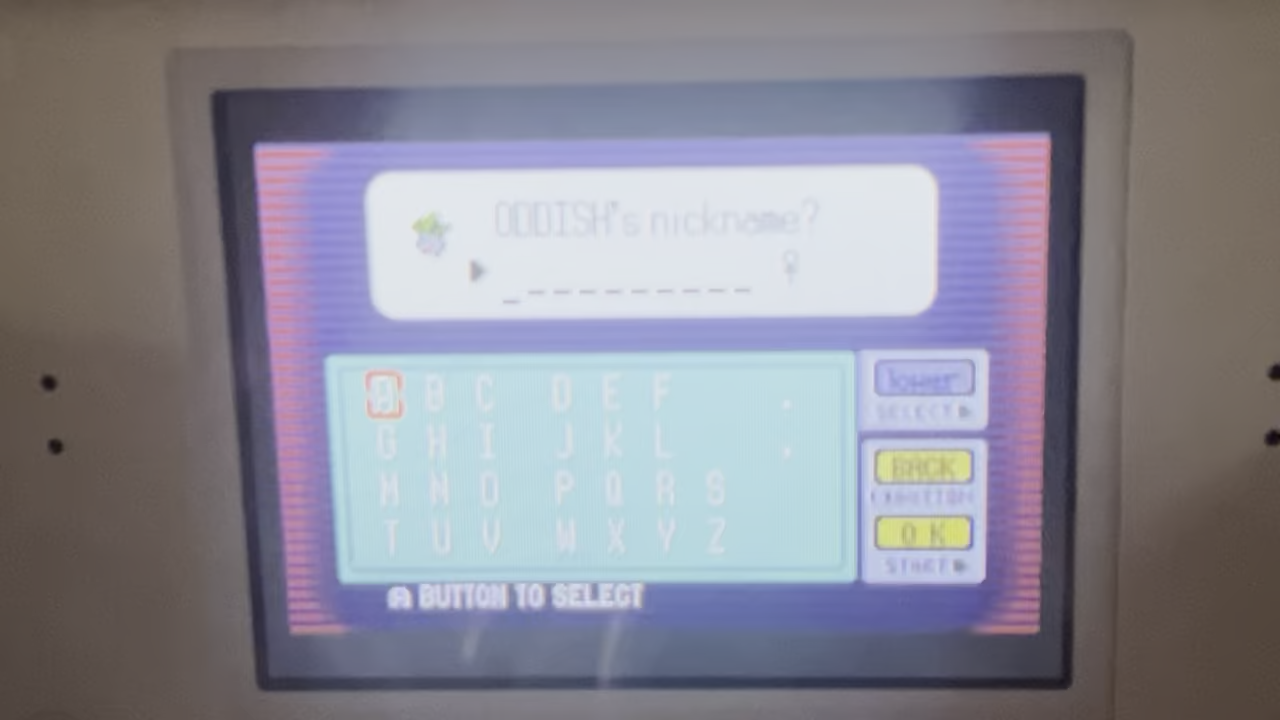 ODDISH's nickname?
A B C D E F .
G H I J K L ,
M N O P Q R S
T U V W X Y Z
lower
SELECT
BACK
B BUTTON
OK
START
A BUTTON TO SELECT